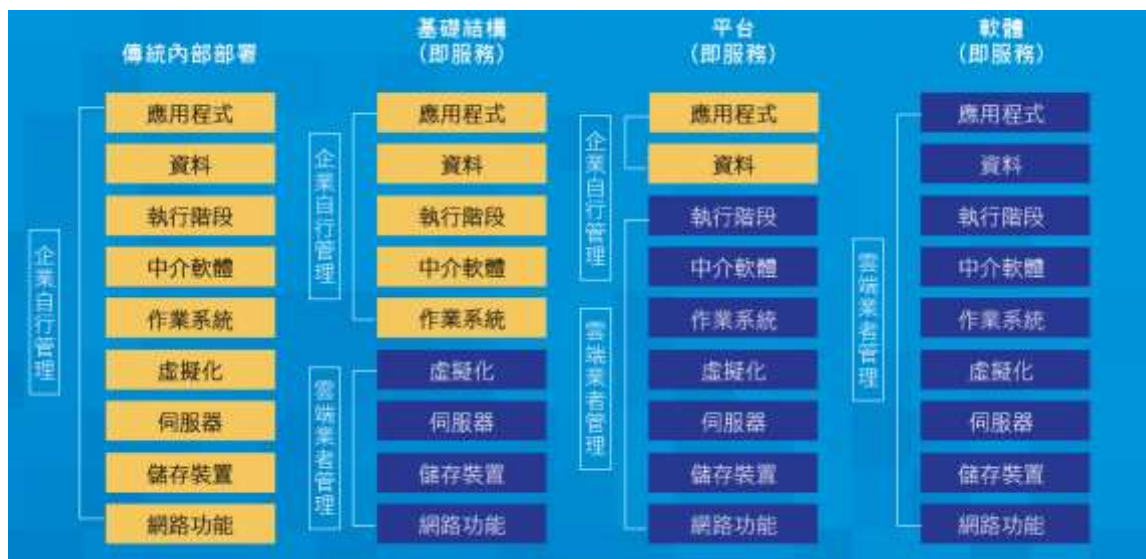 傳統內部部署
企業自行管理
應用程式
資料
執行階段
中介軟體
作業系統
虛擬化
伺服器
儲存裝置
網路功能
基礎結構
(即服務)
企業自行管理
雲端業者管理
應用程式
資料
執行階段
中介軟體
作業系統
虛擬化
伺服器
儲存裝置
網路功能
平台
(即服務)
企業自行管理
雲端業者管理
應用程式
資料
執行階段
中介軟體
作業系統
虛擬化
伺服器
儲存裝置
網路功能
軟體
(即服務)
雲端業者管理
應用程式
資料
執行階段
中介軟體
作業系統
虛擬化
伺服器
儲存裝置
網路功能